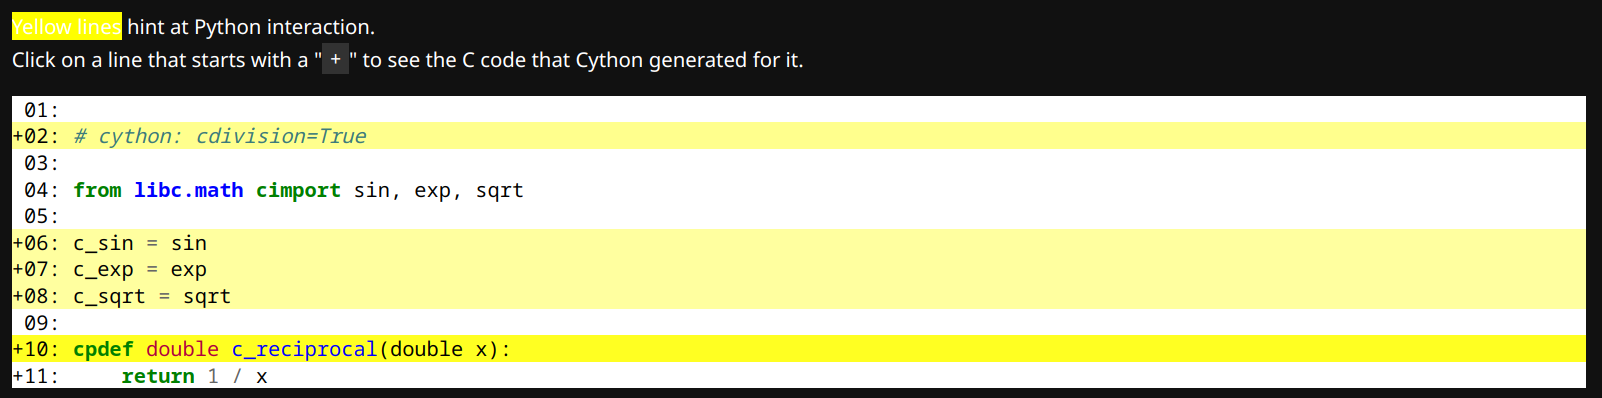 Yellow lines hint at Python interaction.
Click on a line that starts with a "+" to see the C code that Cython generated for it.
01:
+02: # cython: cdivision=True
03:
04: from libc.math cimport sin, exp, sqrt
05:
+06: c_sin = sin
+07: c_exp = exp
+08: c_sqrt = sqrt
09:
+10: cpdef double c_reciprocal(double x):
+11:     return 1 / x